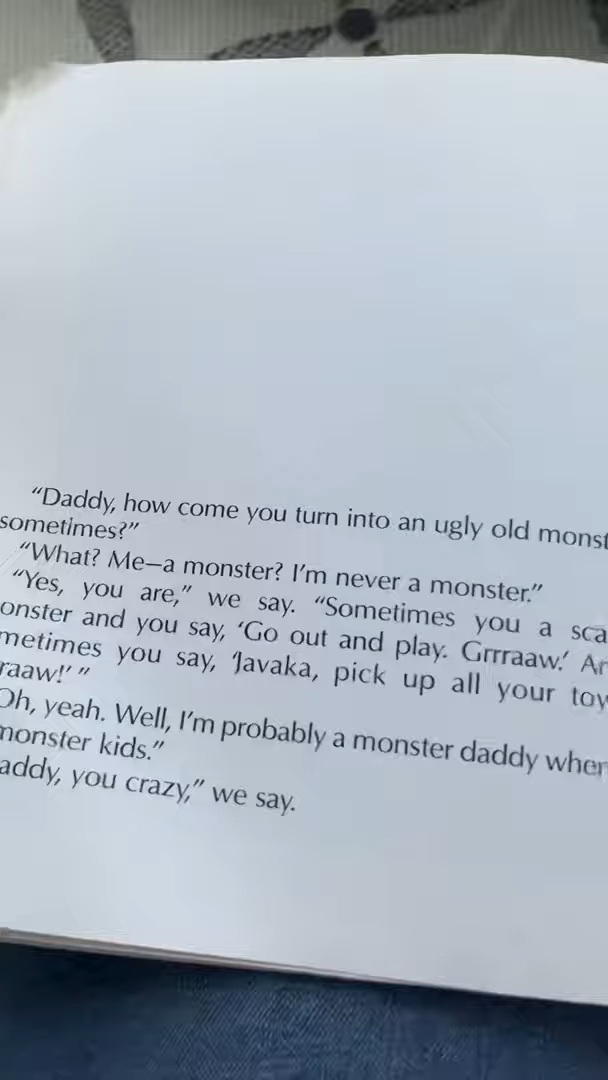 “Daddy, how come you turn into an ugly old monst
sometimes?”
“What? Me—a monster? I’m never a monster.”
“Yes, you are,” we say. “Sometimes you a sca
onster and you say, ‘Go out and play. Grrraaw.’ Ar
metimes you say, ‘Javaka, pick up all your toy
raaw!’ ”
Oh, yeah. Well, I’m probably a monster daddy when
monster kids.”
addy, you crazy,” we say.